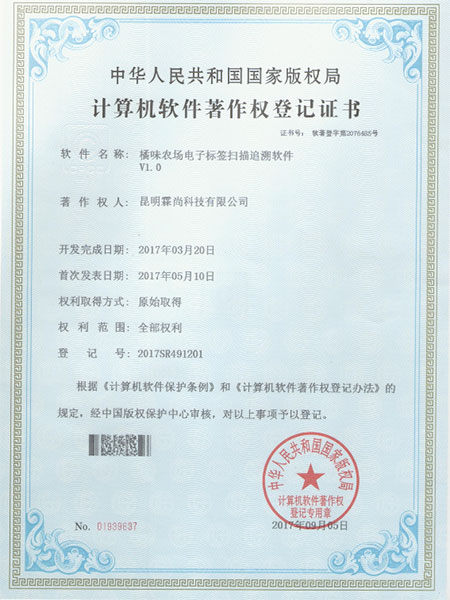 中华人民共和国国家版权局
计算机软件著作权登记证书
证书号： 软著登字第2076485号
软件名称： 橘味农场电子标签扫描追溯软件
V1.0
著作权人： 昆明霖尚科技有限公司
开发完成日期： 2017年03月20日
首次发表日期： 2017年05月10日
权利取得方式： 原始取得
权利范围： 全部权利
登记号： 2017SR491201
根据《计算机软件保护条例》和《计算机软件著作权登记办法》的
规定，经中国版权保护中心审核，对以上事项予以登记。
中华人民共和国国家版权局
计算机软件著作权
登记专用章
No. 01939637
2017年09月05日